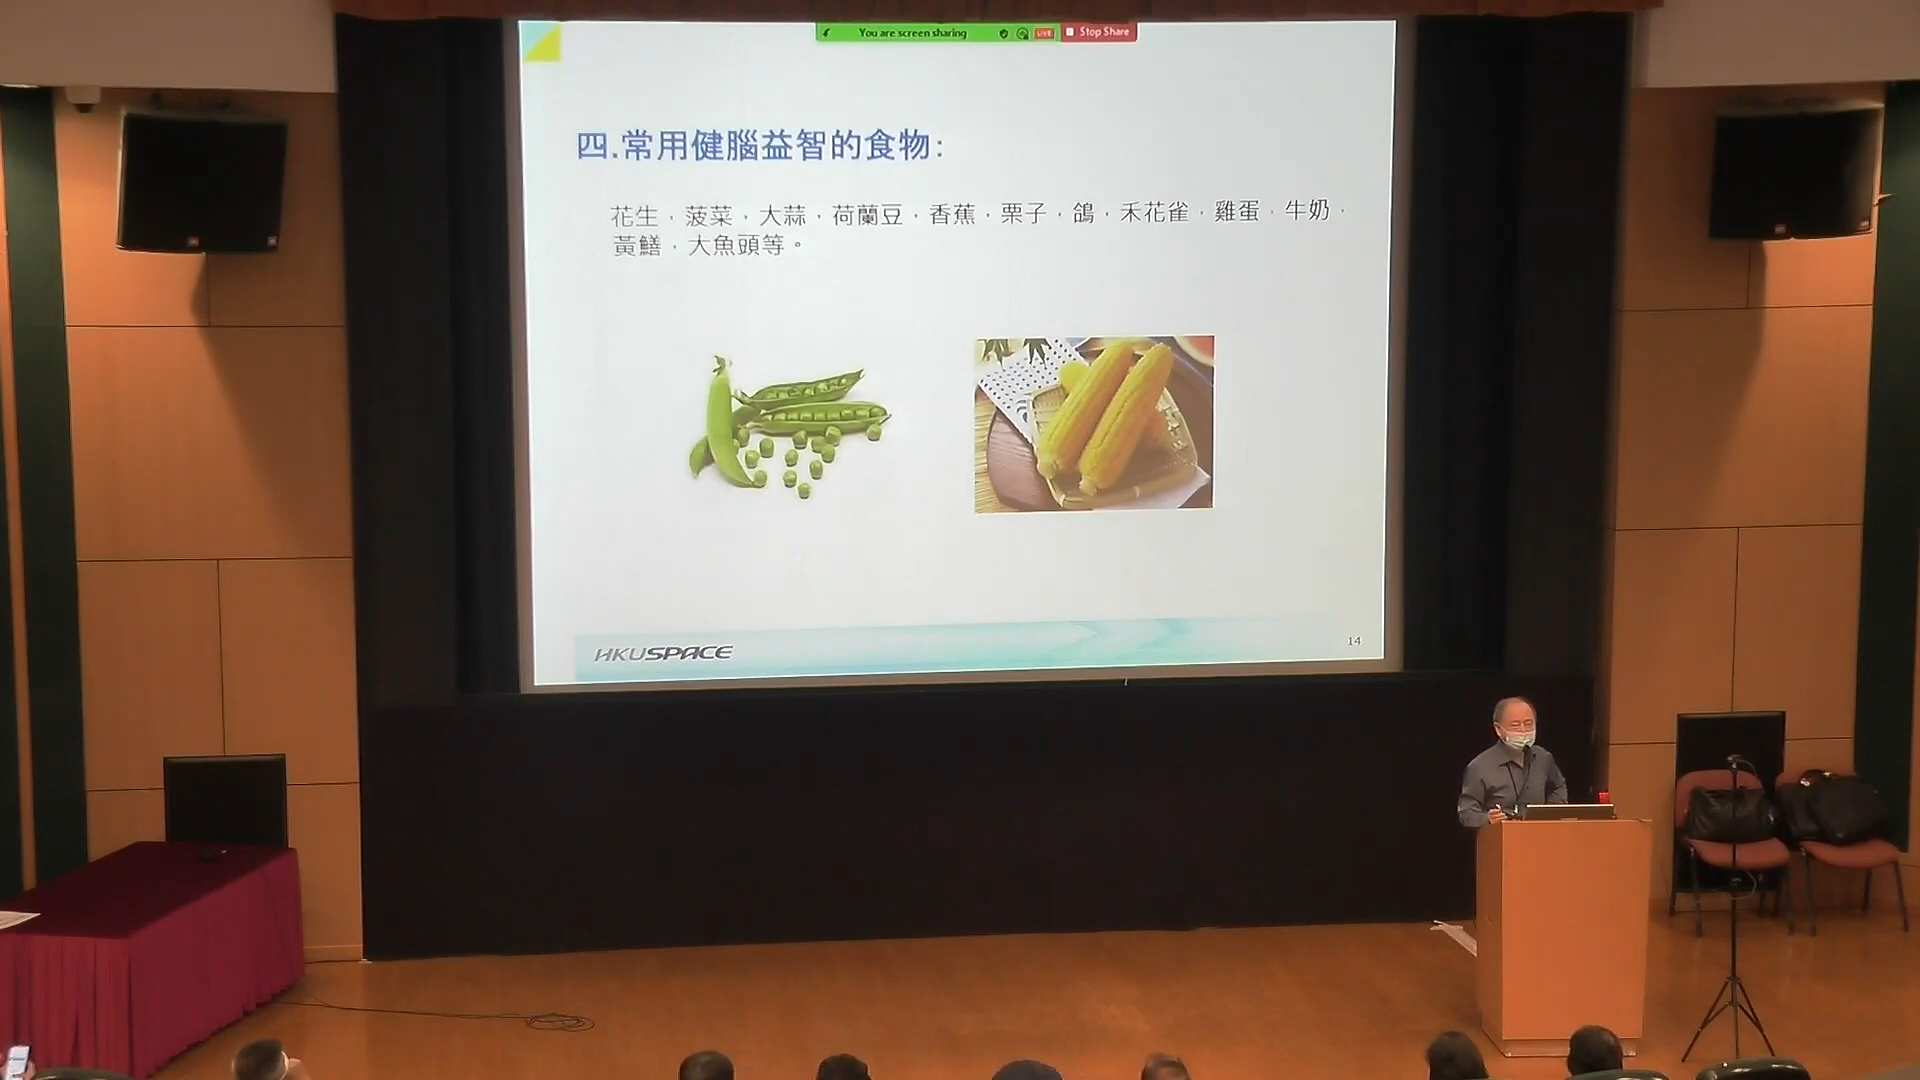 You are screen sharing
LIVE
Stop Share
四.常用健腦益智的食物:
花生，菠菜，大蒜，荷蘭豆，香蕉，栗子，鴿，禾花雀，雞蛋，牛奶，
黃鱔，大魚頭等。
HKUSPACE
14